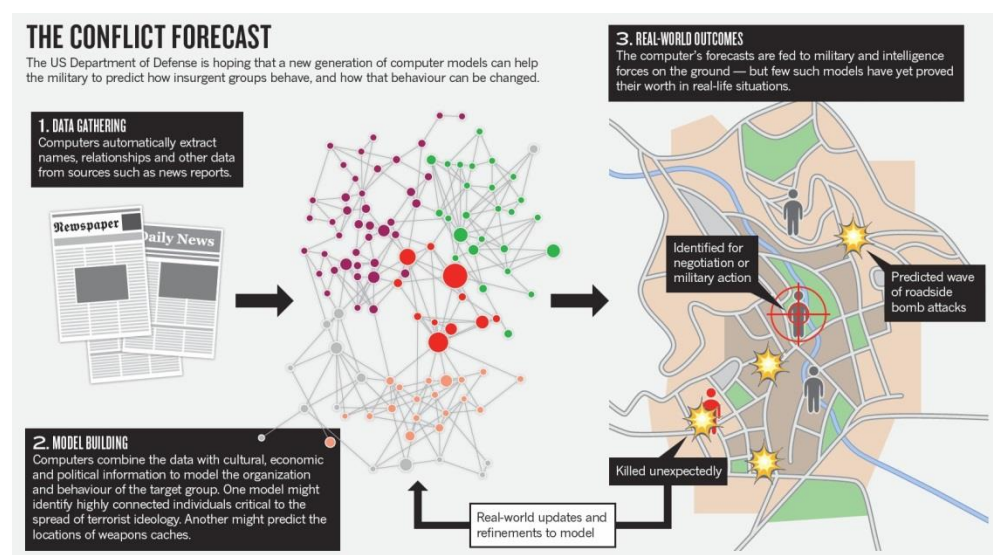 THE CONFLICT FORECAST
The US Department of Defense is hoping that a new generation of computer models can help
the military to predict how insurgent groups behave, and how that behaviour can be changed.
1. DATA GATHERING
Computers automatically extract
names, relationships and other data
from sources such as news reports.
Newspaper
Daily News
2. MODEL BUILDING
Computers combine the data with cultural, economic
and political information to model the organization
and behaviour of the target group. One model might
identify highly connected individuals critical to the
spread of terrorist ideology. Another might predict the
locations of weapons caches.
3. REAL-WORLD OUTCOMES
The computer's forecasts are fed to military and intelligence
forces on the ground — but few such models have yet proved
their worth in real-life situations.
Identified for
negotiation or
military action
Predicted wave
of roadside
bomb attacks
Killed unexpectedly
Real-world updates and
refinements to model